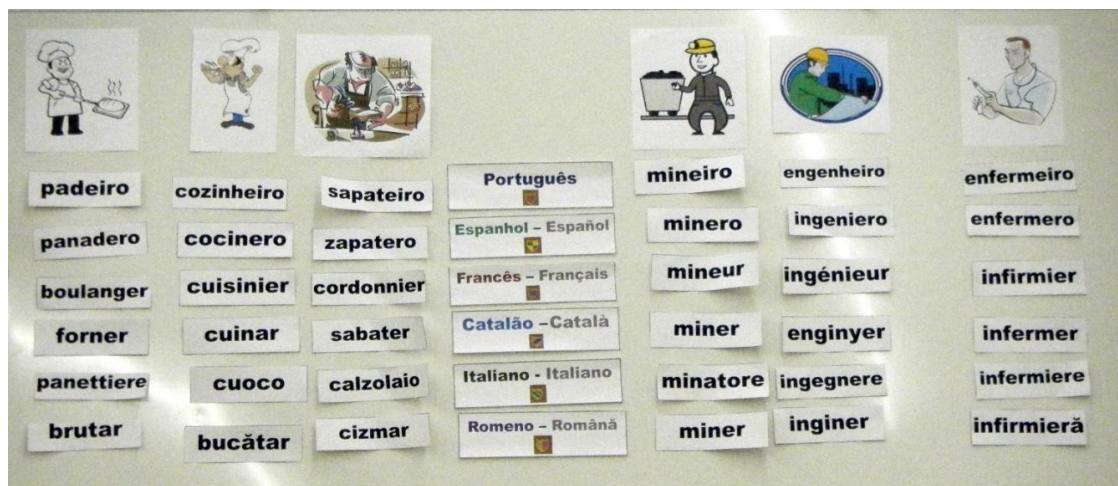 padeiro cozinheiro sapateiro Português mineiro engenheiro enfermeiro
panadero cocinero zapatero Espanhol – Español minero ingeniero enfermero
boulanger cuisinier cordonnier Francês – Français mineur ingénieur infirmier
forner cuinar sabater Catalão –Català miner enginyer infermer
panettiere cuoco calzolaio Italiano - Italiano minatore ingegnere infermiere
brutar bucătar cizmar Romeno – Română miner inginer infirmieră